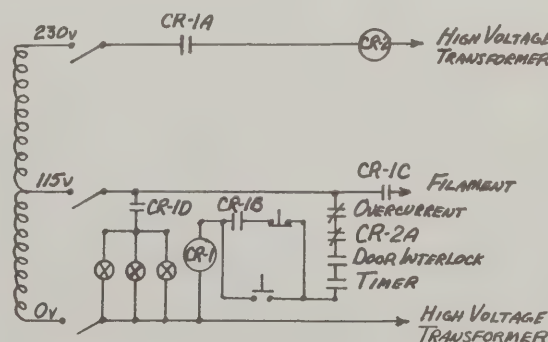 230v
CR-1A
CR-2
HIGH VOLTAGE
TRANSFORMER
115v
CR-1C
FILAMENT
CR-1D
CR-1B
OVERCURRENT
CR-2A
CR-1
DOOR INTERLOCK
TIMER
0v
HIGH VOLTAGE
TRANSFORMER